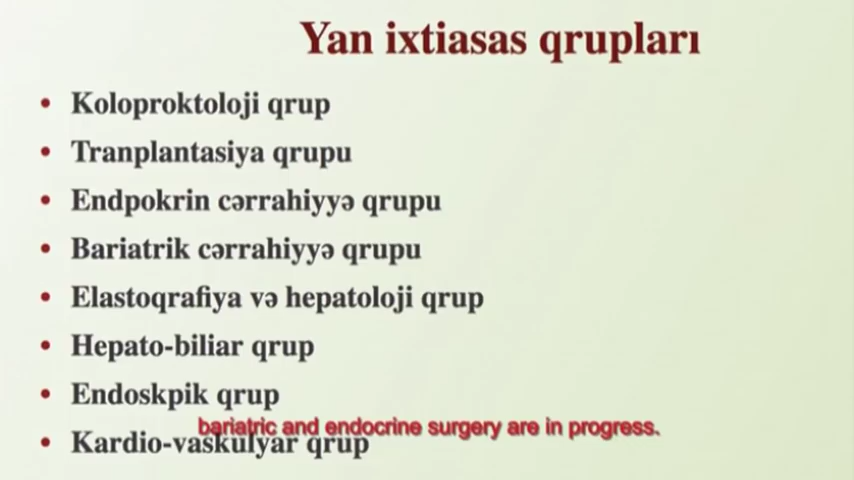 Yan ixtiasas qrupları
• Koloproktoloji qrup
• Tranplantasiya qrupu
• Endpokrin cərrahiyyə qrupu
• Bariatrik cərrahiyyə qrupu
• Elastoqrafiya və hepatoloji qrup
• Hepato-biliar qrup
• Endoskpik qrup
bariatric and endocrine surgery are in progress.
• Kardio-vaskulyar qrup